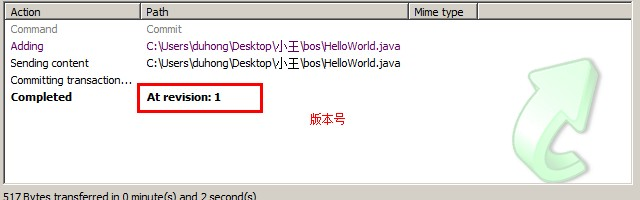 Action Path Mime type
Command Commit
Adding C:\Users\duhong\Desktop\小王\bos\HelloWorld.java
Sending content C:\Users\duhong\Desktop\小王\bos\HelloWorld.java
Committing transaction...
Completed At revision: 1
版本号
517 Bytes transferred in 0 minute(s) and 2 second(s)